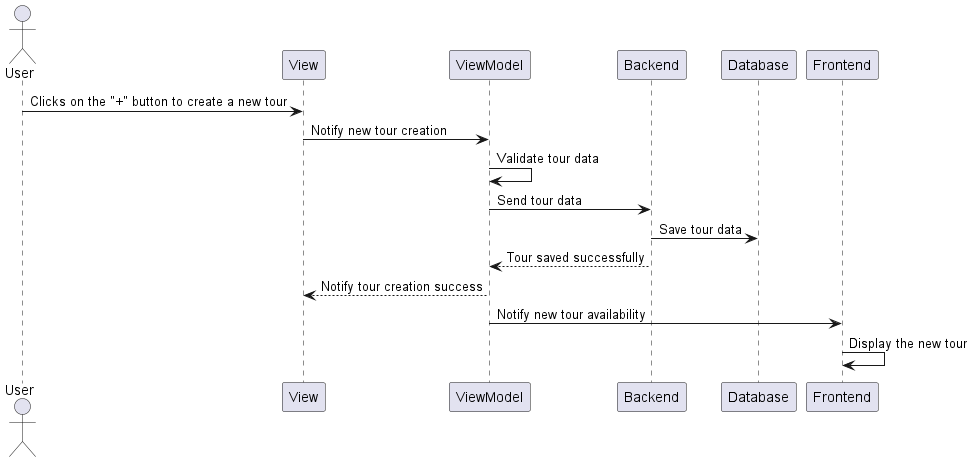 User
View
ViewModel
Backend
Database
Frontend
Clicks on the "+" button to create a new tour
Notify new tour creation
Validate tour data
Send tour data
Save tour data
Tour saved successfully
Notify tour creation success
Notify new tour availability
Display the new tour
User
View
ViewModel
Backend
Database
Frontend